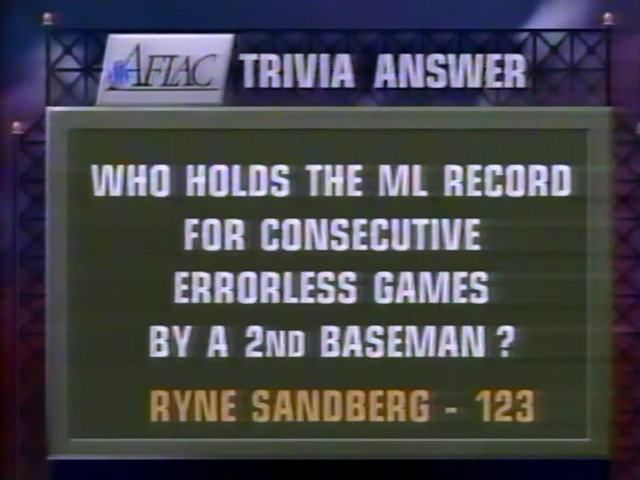 AFLAC TRIVIA ANSWER
WHO HOLDS THE ML RECORD
FOR CONSECUTIVE
ERRORLESS GAMES
BY A 2ND BASEMAN ?
RYNE SANDBERG - 123